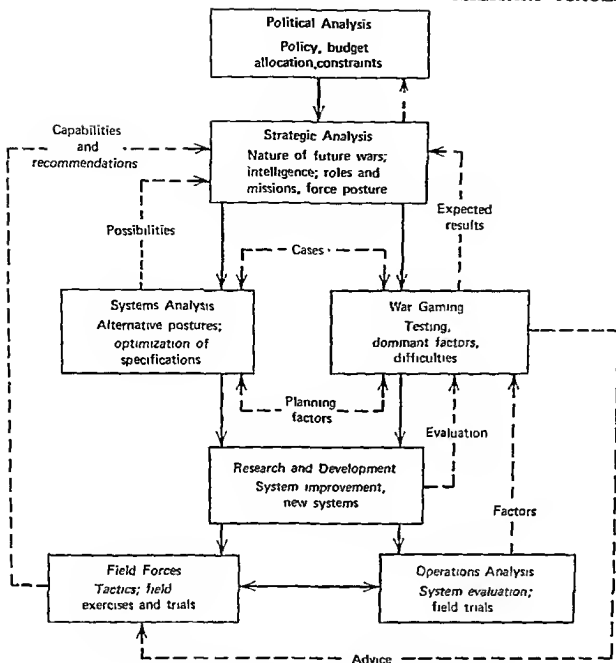 Political Analysis
Policy, budget
allocation,constraints
Capabilities
and
recommendations
Strategic Analysis
Nature of future wars;
intelligence; roles and
missions, force posture
Possibilities
Expected
results
Cases
Systems Analysis
Alternative postures;
optimization of
specifications
War Gaming
Testing,
dominant factors,
difficulties
Planning
factors
Evaluation
Research and Development
System improvement,
new systems
Factors
Field Forces
Tactics; field
exercises and trials
Operations Analysis
System evaluation;
field trials
Advice